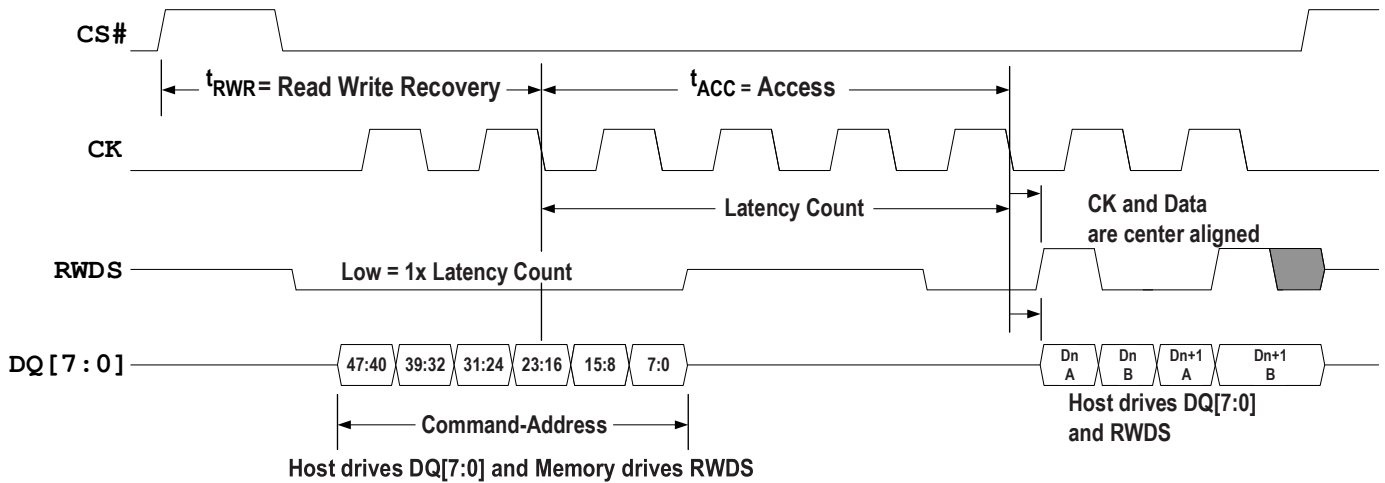 CS#
tRWR = Read Write Recovery
tACC = Access
CK
Latency Count
CK and Data
are center aligned
RWDS
Low = 1x Latency Count
DQ[7:0]
47:40 39:32 31:24 23:16 15:8 7:0
Dn
A
Dn
B
Dn+1
A
Dn+1
B
Command-Address
Host drives DQ[7:0]
and RWDS
Host drives DQ[7:0] and Memory drives RWDS